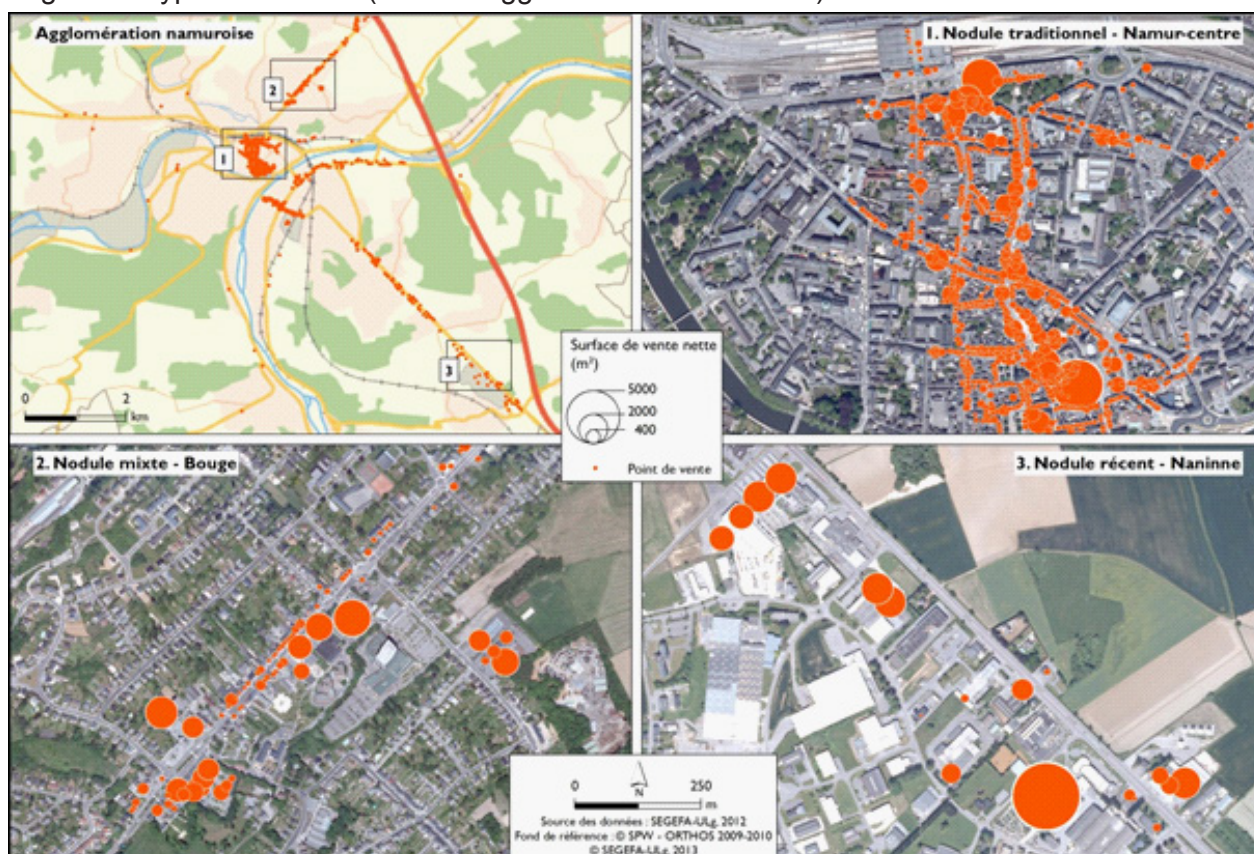 Agglomération namuroise
1. Nodule traditionnel - Namur-centre
2
1
3
0 2
km
Surface de vente nette
(m²)
5000
2000
400
Point de vente
2. Nodule mixte - Bouge
3. Nodule récent - Naninne
N
0 250
m
Source des données : SEGEFA-ULg, 2012
Fond de référence : © SPW - ORTHOS 2009-2010
© SEGEFA-ULg, 2013